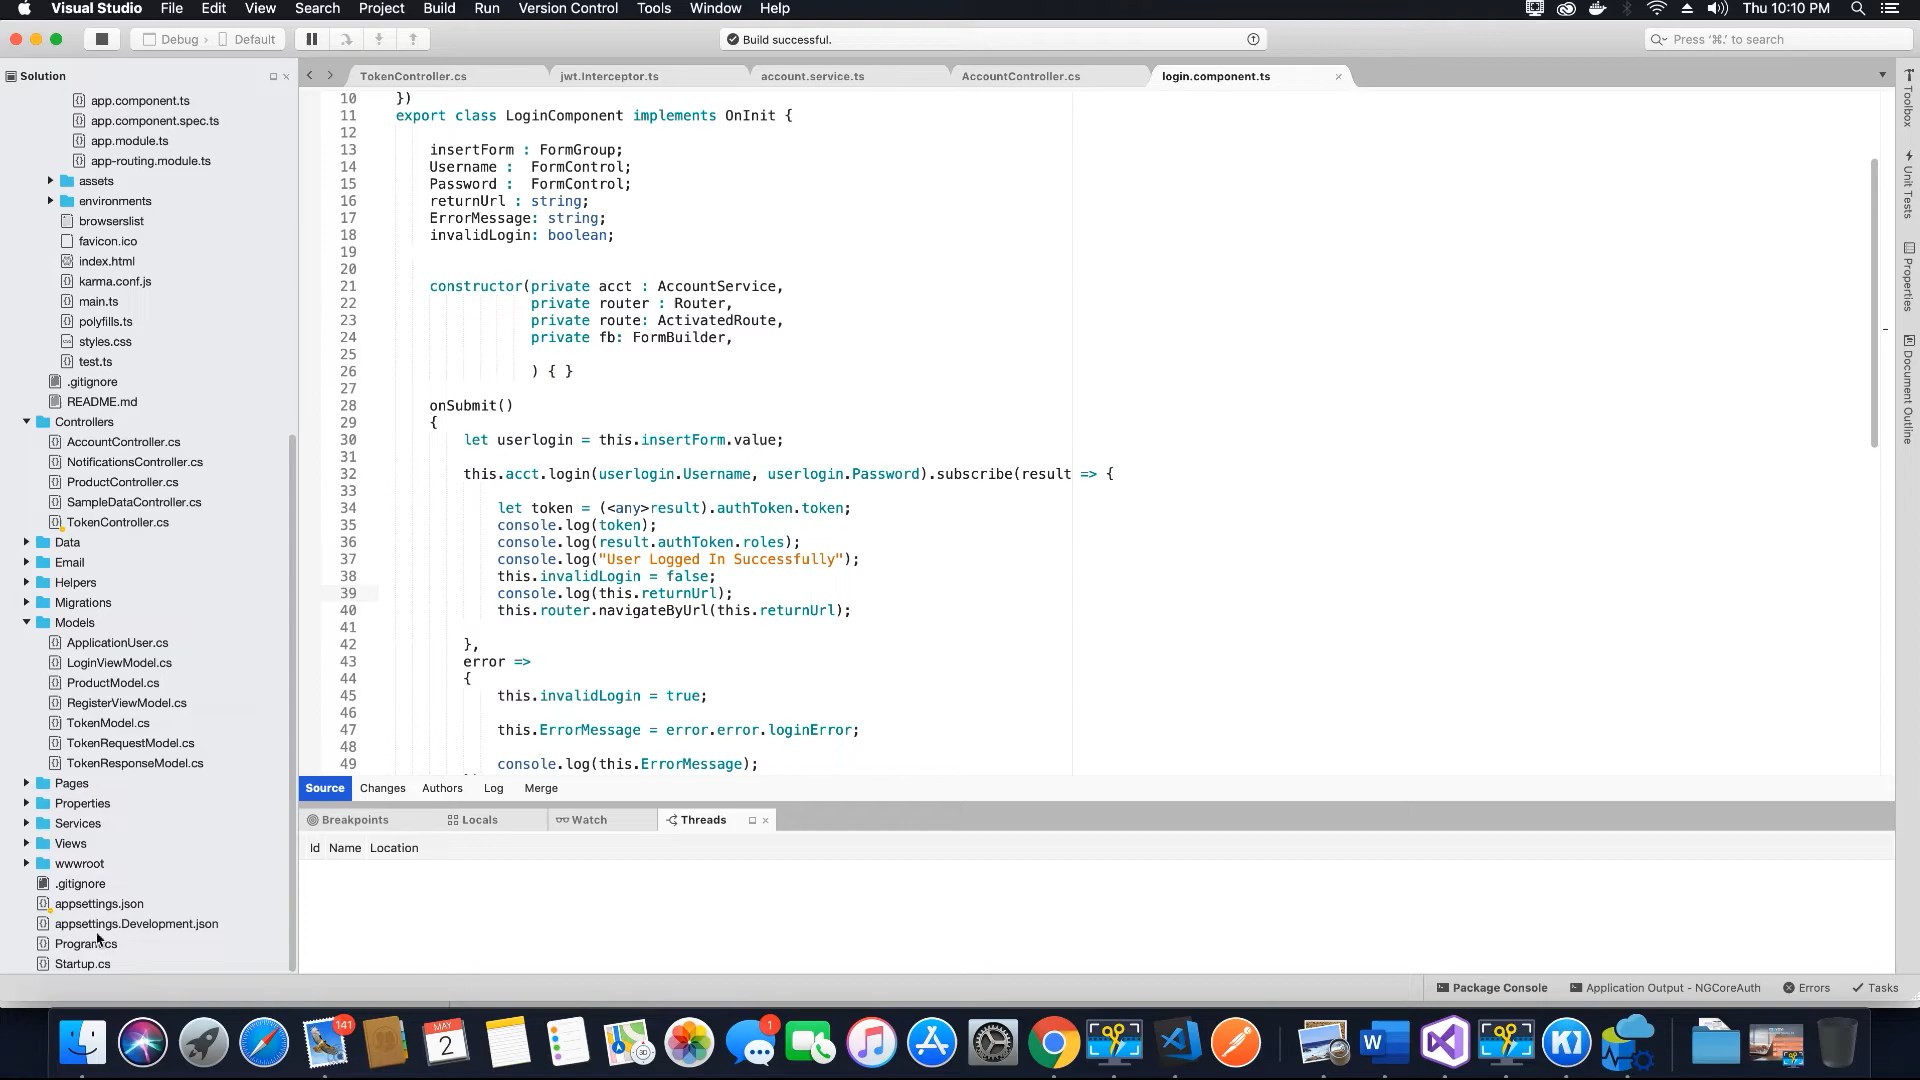 Visual Studio File Edit View Search Project Build Run Version Control Tools Window Help Thu 10:10 PM
Debug › Default Build successful. Press '⌘.' to search
Solution TokenController.cs jwt.Interceptor.ts account.service.ts AccountController.cs login.component.ts
app.component.ts
app.component.spec.ts
app.module.ts
app-routing.module.ts
assets
environments
browserslist
favicon.ico
index.html
karma.conf.js
main.ts
polyfills.ts
styles.css
test.ts
.gitignore
README.md
Controllers
AccountController.cs
NotificationsController.cs
ProductController.cs
SampleDataController.cs
TokenController.cs
Data
Email
Helpers
Migrations
Models
ApplicationUser.cs
LoginViewModel.cs
ProductModel.cs
RegisterViewModel.cs
TokenModel.cs
TokenRequestModel.cs
TokenResponseModel.cs
Pages
Properties
Services
Views
wwwroot
.gitignore
appsettings.json
appsettings.Development.json
Program.cs
Startup.cs
10 })
11 export class LoginComponent implements OnInit {
12
13 insertForm : FormGroup;
14 Username : FormControl;
15 Password : FormControl;
16 returnUrl : string;
17 ErrorMessage: string;
18 invalidLogin: boolean;
19
20
21 constructor(private acct : AccountService,
22 private router : Router,
23 private route: ActivatedRoute,
24 private fb: FormBuilder,
25
26 ) { }
27
28 onSubmit()
29 {
30 let userlogin = this.insertForm.value;
31
32 this.acct.login(userlogin.Username, userlogin.Password).subscribe(result => {
33
34 let token = (<any>result).authToken.token;
35 console.log(token);
36 console.log(result.authToken.roles);
37 console.log("User Logged In Successfully");
38 this.invalidLogin = false;
39 console.log(this.returnUrl);
40 this.router.navigateByUrl(this.returnUrl);
41
42 },
43 error =>
44 {
45 this.invalidLogin = true;
46
47 this.ErrorMessage = error.error.loginError;
48
49 console.log(this.ErrorMessage);
Toolbox
Unit Tests
Properties
Document Outline
Source Changes Authors Log Merge
Breakpoints Locals Watch Threads
Id Name Location
Package Console Application Output - NGCoreAuth Errors Tasks
141
MAY
2
1
W
K